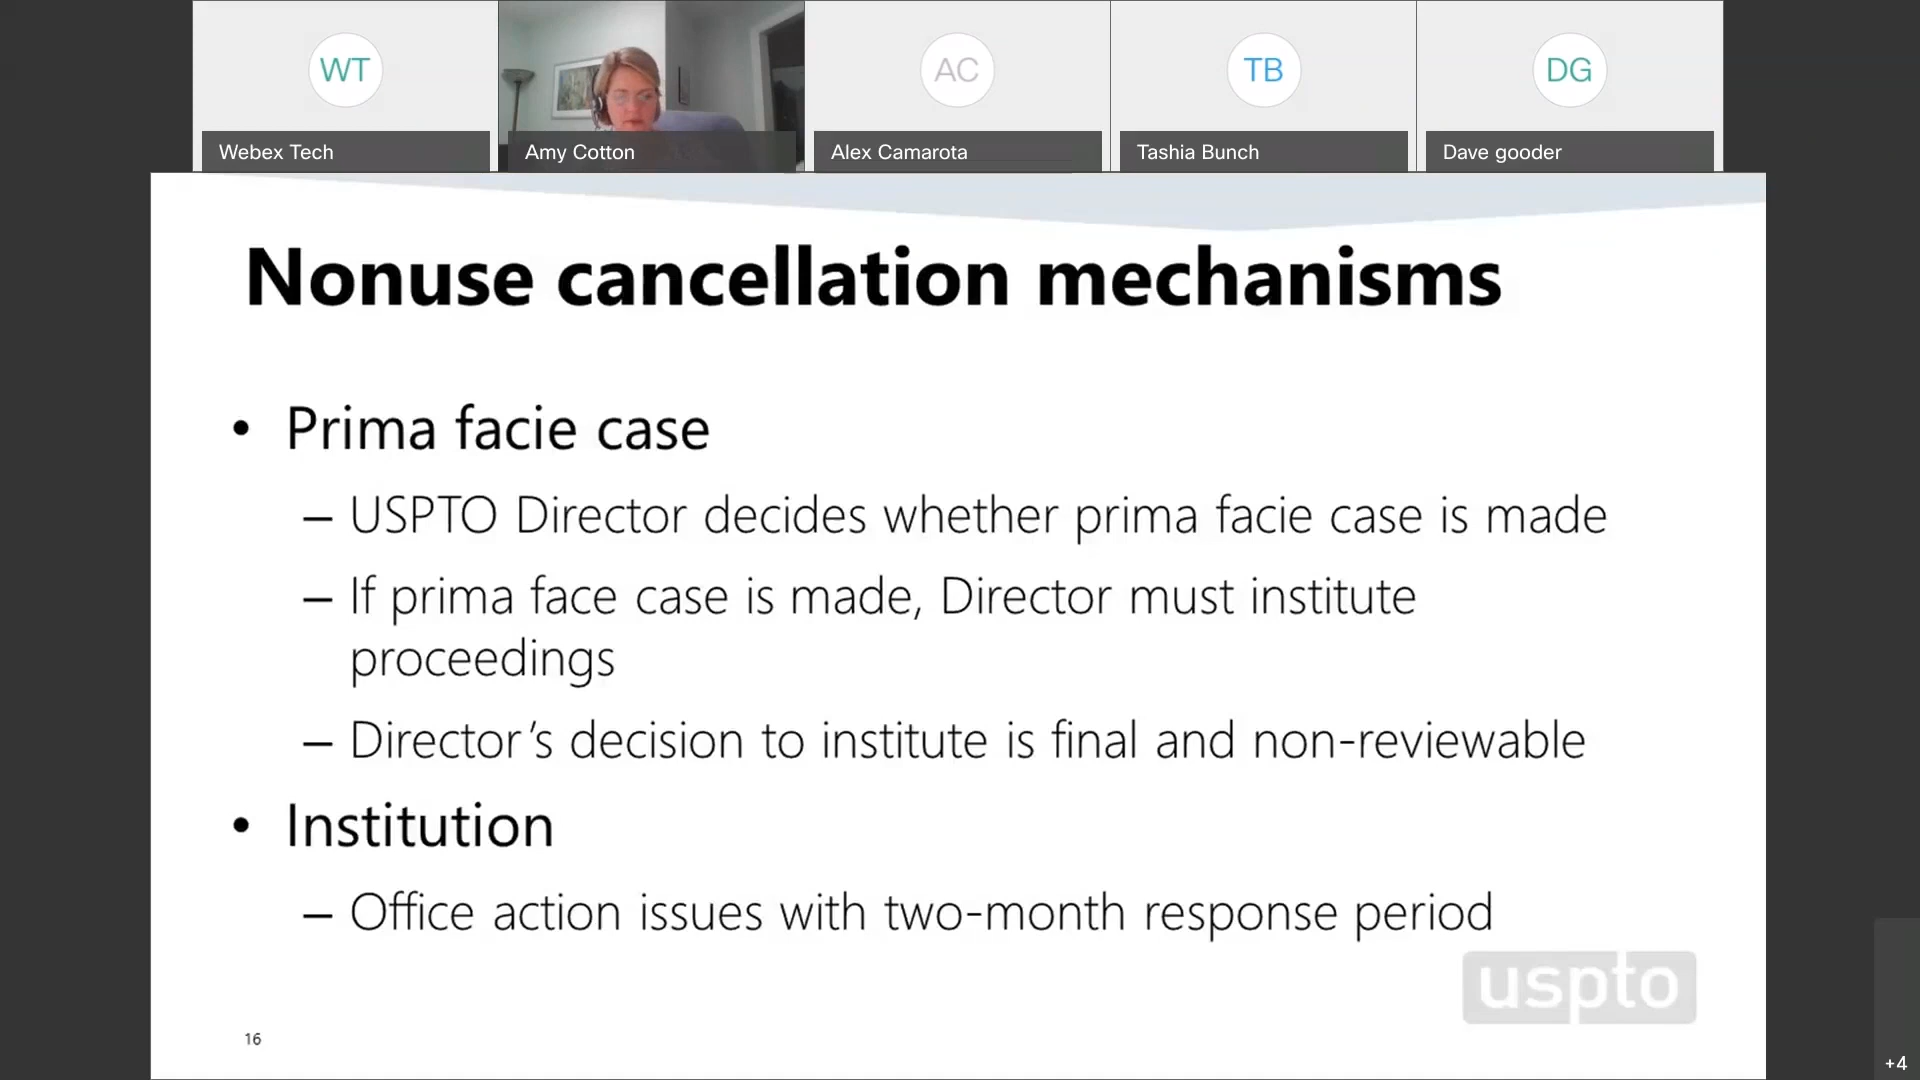 WT
AC
TB
DG
Webex Tech
Amy Cotton
Alex Camarota
Tashia Bunch
Dave gooder
Nonuse cancellation mechanisms
• Prima facie case
– USPTO Director decides whether prima facie case is made
– If prima face case is made, Director must institute
proceedings
– Director's decision to institute is final and non-reviewable
• Institution
– Office action issues with two-month response period
uspto
16
+4